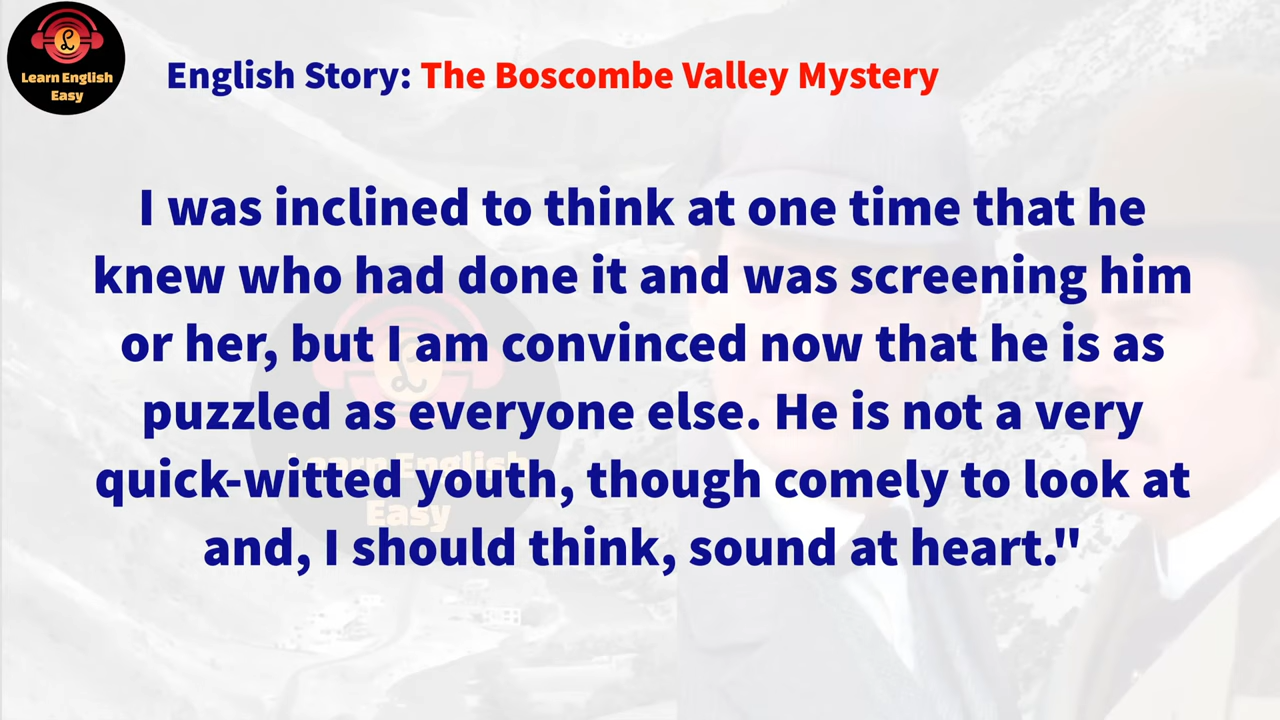 Learn English
Easy
English Story: The Boscombe Valley Mystery
I was inclined to think at one time that he
knew who had done it and was screening him
or her, but I am convinced now that he is as
puzzled as everyone else. He is not a very
quick-witted youth, though comely to look at
and, I should think, sound at heart."
Learn English
Easy